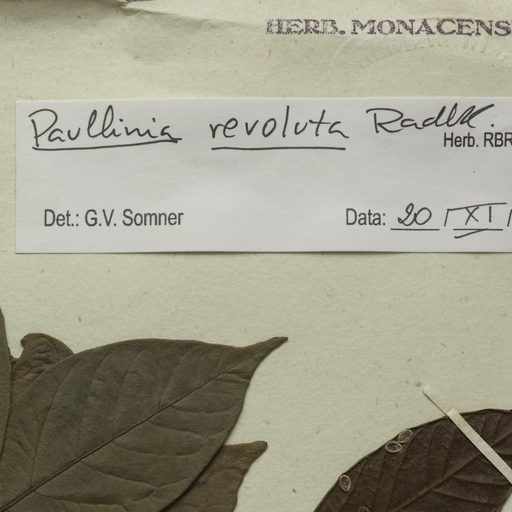 HERB. MONACENS
Paullinia revoluta Radlk.
Herb. RBR
Det.: G.V. Somner
Data: 20 / XI /